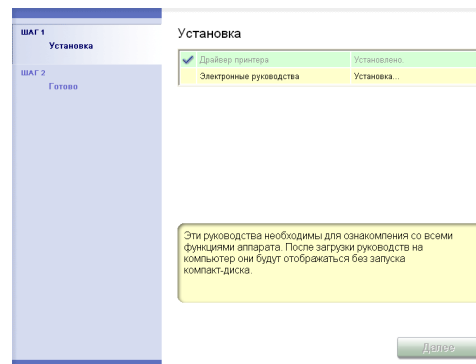 ШАГ 1
Установка
ШАГ 2
Готово
Установка
Драйвер принтера Установлено.
Электронные руководства Установка...
Эти руководства необходимы для ознакомления со всеми
функциями аппарата. После загрузки руководств на
компьютер они будут отображаться без запуска
компакт-диска.
Далее